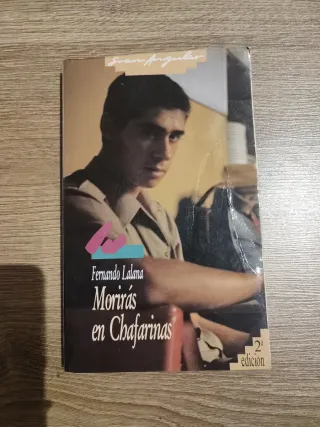 Gran Angular
Fernando Lalana
Morirás
en Chafarinas
2ª
edición